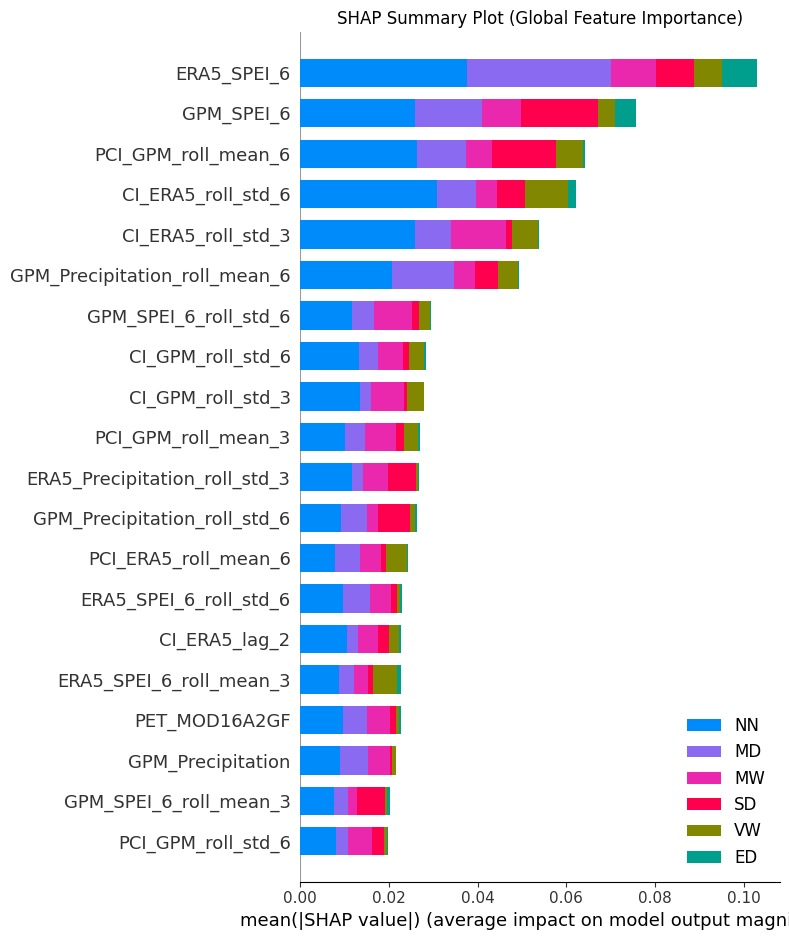 SHAP Summary Plot (Global Feature Importance)
ERA5_SPEI_6
GPM_SPEI_6
PCI_GPM_roll_mean_6
CI_ERA5_roll_std_6
CI_ERA5_roll_std_3
GPM_Precipitation_roll_mean_6
GPM_SPEI_6_roll_std_6
CI_GPM_roll_std_6
CI_GPM_roll_std_3
PCI_GPM_roll_mean_3
ERA5_Precipitation_roll_std_3
GPM_Precipitation_roll_std_6
PCI_ERA5_roll_mean_6
ERA5_SPEI_6_roll_std_6
CI_ERA5_lag_2
ERA5_SPEI_6_roll_mean_3
PET_MOD16A2GF
GPM_Precipitation
GPM_SPEI_6_roll_mean_3
PCI_GPM_roll_std_6
NN
MD
MW
SD
VW
ED
0.00 0.02 0.04 0.06 0.08 0.10
mean(|SHAP value|) (average impact on model output magni